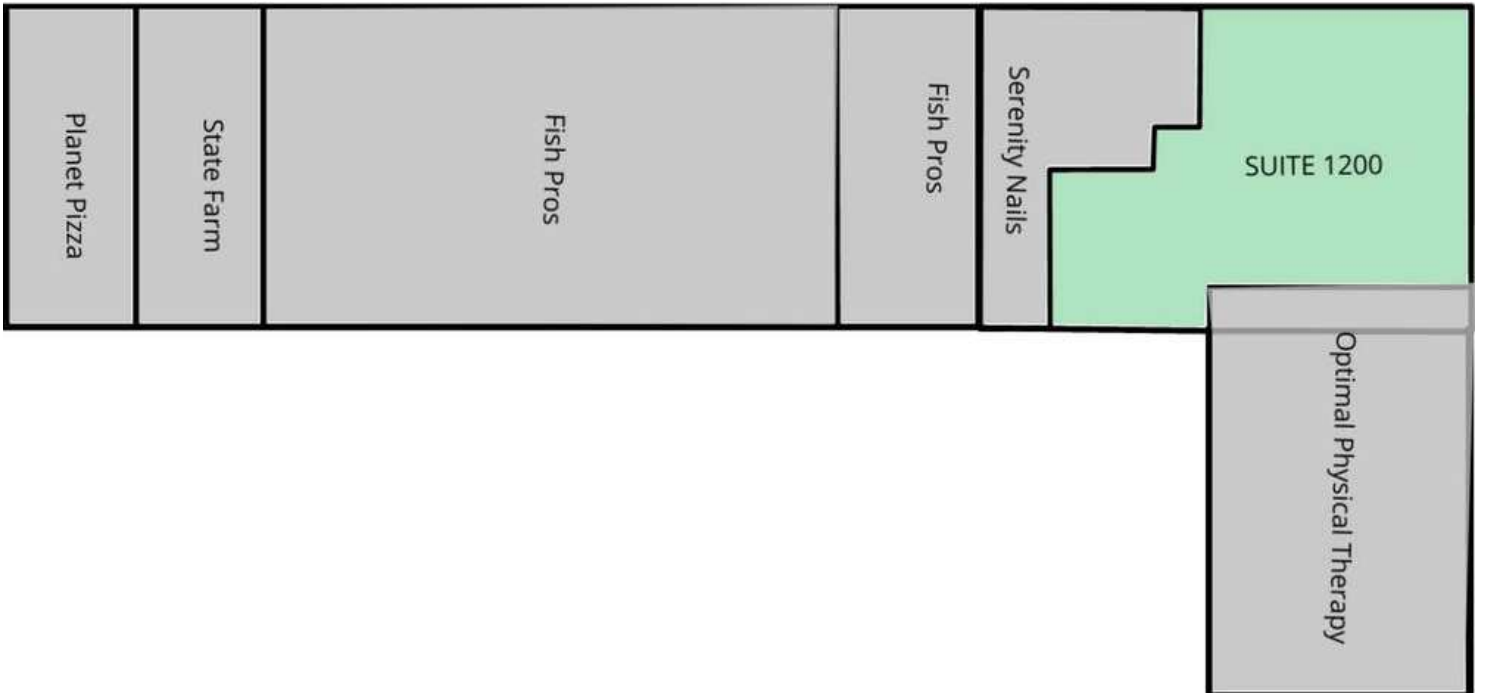 Planet Pizza
State Farm
Fish Pros
Fish Pros
Serenity Nails
SUITE 1200
Optimal Physical Therapy